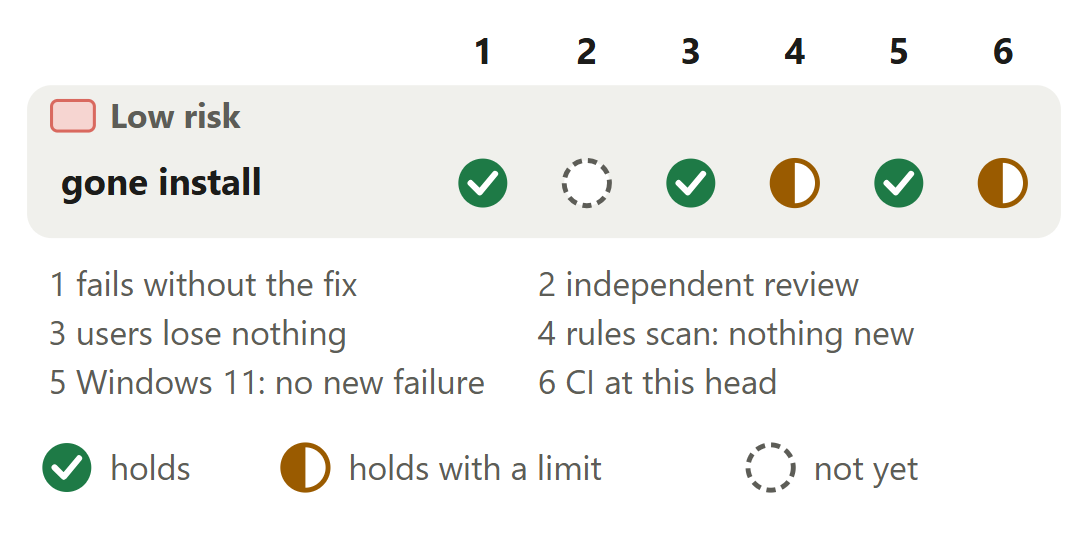 1 2 3 4 5 6
Low risk
gone install
1 fails without the fix
2 independent review
3 users lose nothing
4 rules scan: nothing new
5 Windows 11: no new failure
6 CI at this head
holds
holds with a limit
not yet